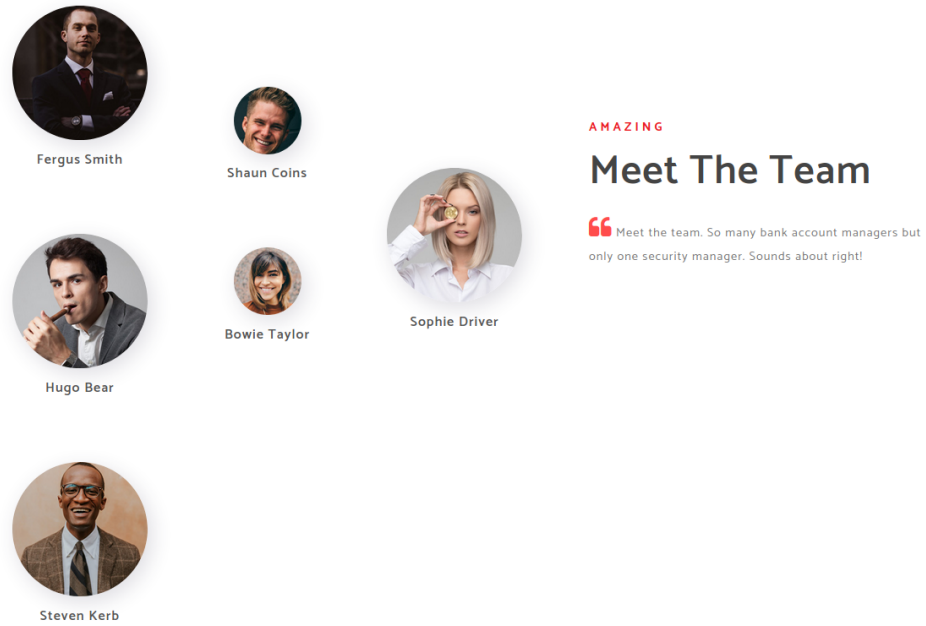 Fergus Smith
Shaun Coins
Hugo Bear
Bowie Taylor
Sophie Driver
Steven Kerb
AMAZING
Meet The Team
Meet the team. So many bank account managers but
only one security manager. Sounds about right!